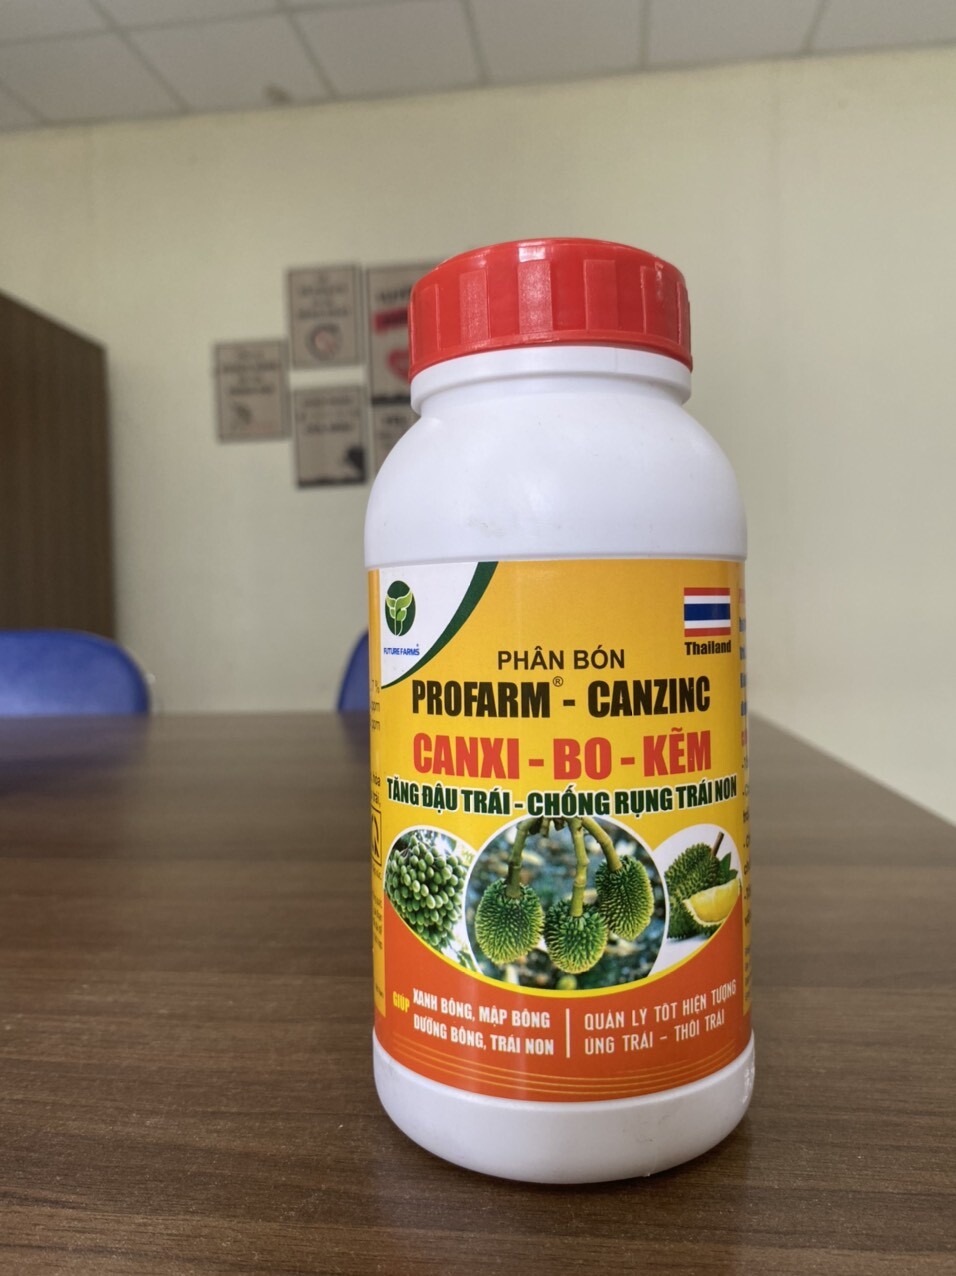 FUTURE FARMS
Thailand
PHÂN BÓN
PROFARM® - CANZINC
CANXI - BO - KẼM
TĂNG ĐẬU TRÁI - CHỐNG RỤNG TRÁI NON
GIÚP
XANH BÔNG, MẬP BÔNG
DƯỠNG BÔNG, TRÁI NON
QUẢN LÝ TỐT HIỆN TƯỢNG
UNG TRÁI - THỐI TRÁI